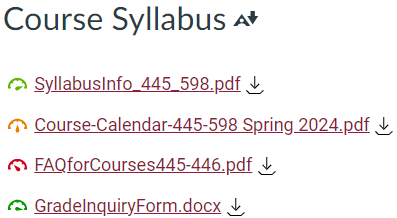 Course Syllabus
SyllabusInfo_445_598.pdf
Course-Calendar-445-598 Spring 2024.pdf
FAQforCourses445-446.pdf
GradeInquiryForm.docx